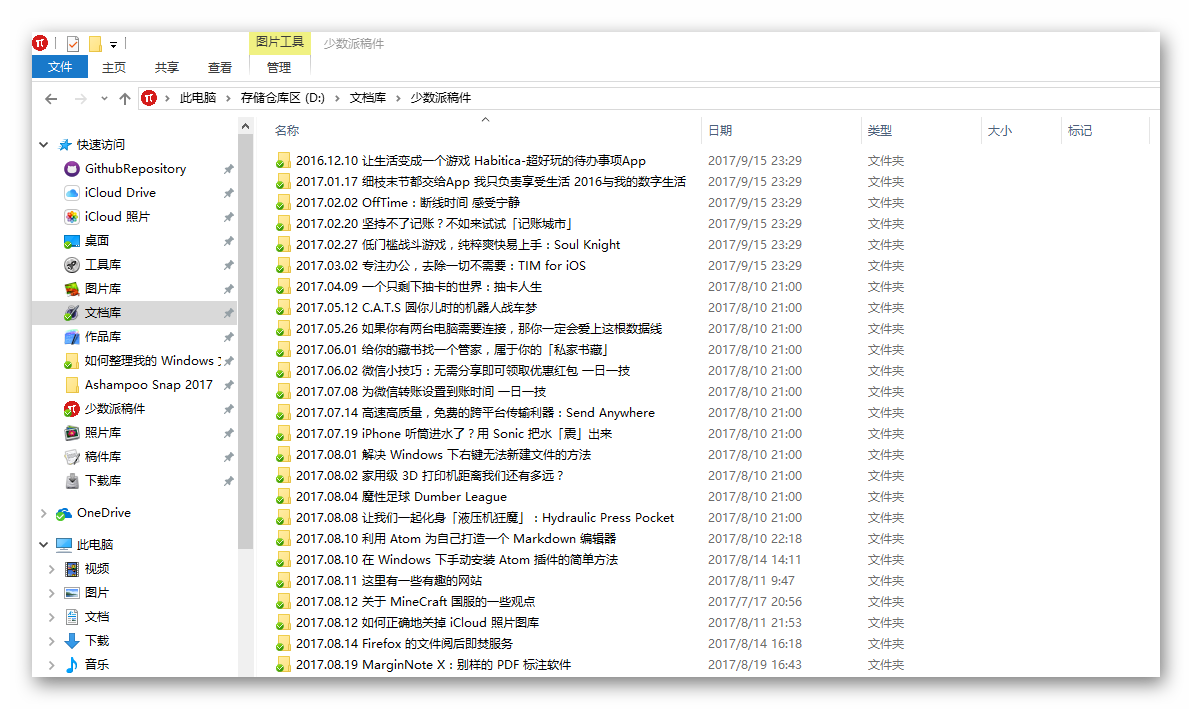 图片工具 少数派稿件
文件 主页 共享 查看 管理
此电脑 › 存储仓库区 (D:) › 文档库 › 少数派稿件
名称 日期 类型 大小 标记
快速访问
GithubRepository
iCloud Drive
iCloud 照片
桌面
工具库
图片库
文档库
作品库
如何整理我的 Windows
Ashampoo Snap 2017
少数派稿件
照片库
稿件库
下载库
OneDrive
此电脑
视频
图片
文档
下载
音乐
2016.12.10 让生活变成一个游戏 Habitica-超好玩的待办事项App 2017/9/15 23:29 文件夹
2017.01.17 细枝末节都交给App 我只负责享受生活 2016与我的数字生活 2017/9/15 23:29 文件夹
2017.02.02 OffTime：断线时间 感受宁静 2017/9/15 23:29 文件夹
2017.02.20 坚持不了记账？不如来试试「记账城市」 2017/9/15 23:29 文件夹
2017.02.27 低门槛战斗游戏，纯粹爽快易上手：Soul Knight 2017/9/15 23:29 文件夹
2017.03.02 专注办公，去除一切不需要：TIM for iOS 2017/9/15 23:29 文件夹
2017.04.09 一个只剩下抽卡的世界：抽卡人生 2017/8/10 21:00 文件夹
2017.05.12 C.A.T.S 圆你儿时的机器人战车梦 2017/8/10 21:00 文件夹
2017.05.26 如果你有两台电脑需要连接，那你一定会爱上这根数据线 2017/8/10 21:00 文件夹
2017.06.01 给你的藏书找一个管家，属于你的「私家书藏」 2017/8/10 21:00 文件夹
2017.06.02 微信小技巧：无需分享即可领取优惠红包 一日一技 2017/8/10 21:00 文件夹
2017.07.08 为微信转账设置到账时间 一日一技 2017/8/10 21:00 文件夹
2017.07.14 高速高质量，免费的跨平台传输利器：Send Anywhere 2017/8/10 21:00 文件夹
2017.07.19 iPhone 听筒进水了？用 Sonic 把水「震」出来 2017/8/10 21:00 文件夹
2017.08.01 解决 Windows 下右键无法新建文件的方法 2017/8/10 21:00 文件夹
2017.08.02 家用级 3D 打印机距离我们还有多远？ 2017/8/10 21:00 文件夹
2017.08.04 魔性足球 Dumber League 2017/8/10 21:00 文件夹
2017.08.08 让我们一起化身「液压机狂魔」：Hydraulic Press Pocket 2017/8/10 21:00 文件夹
2017.08.10 利用 Atom 为自己打造一个 Markdown 编辑器 2017/8/10 22:18 文件夹
2017.08.10 在 Windows 下手动安装 Atom 插件的简单方法 2017/8/14 14:11 文件夹
2017.08.11 这里有一些有趣的网站 2017/8/11 9:47 文件夹
2017.08.12 关于 MineCraft 国服的一些观点 2017/7/17 20:56 文件夹
2017.08.12 如何正确地关掉 iCloud 照片图库 2017/8/11 21:53 文件夹
2017.08.14 Firefox 的文件阅后即焚服务 2017/8/14 16:18 文件夹
2017.08.19 MarginNote X：别样的 PDF 标注软件 2017/8/19 16:43 文件夹